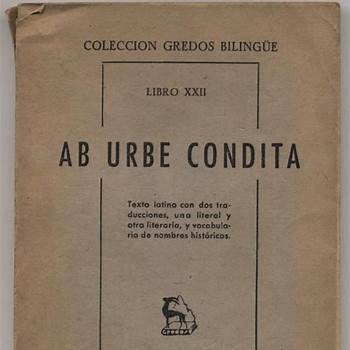 COLECCION GREDOS BILINGÜE
LIBRO XXII
AB URBE CONDITA
Texto latino con dos tra-
ducciones, una literal y
otra literaria, y vocabula-
rio de nombres históricos.
GREDOS